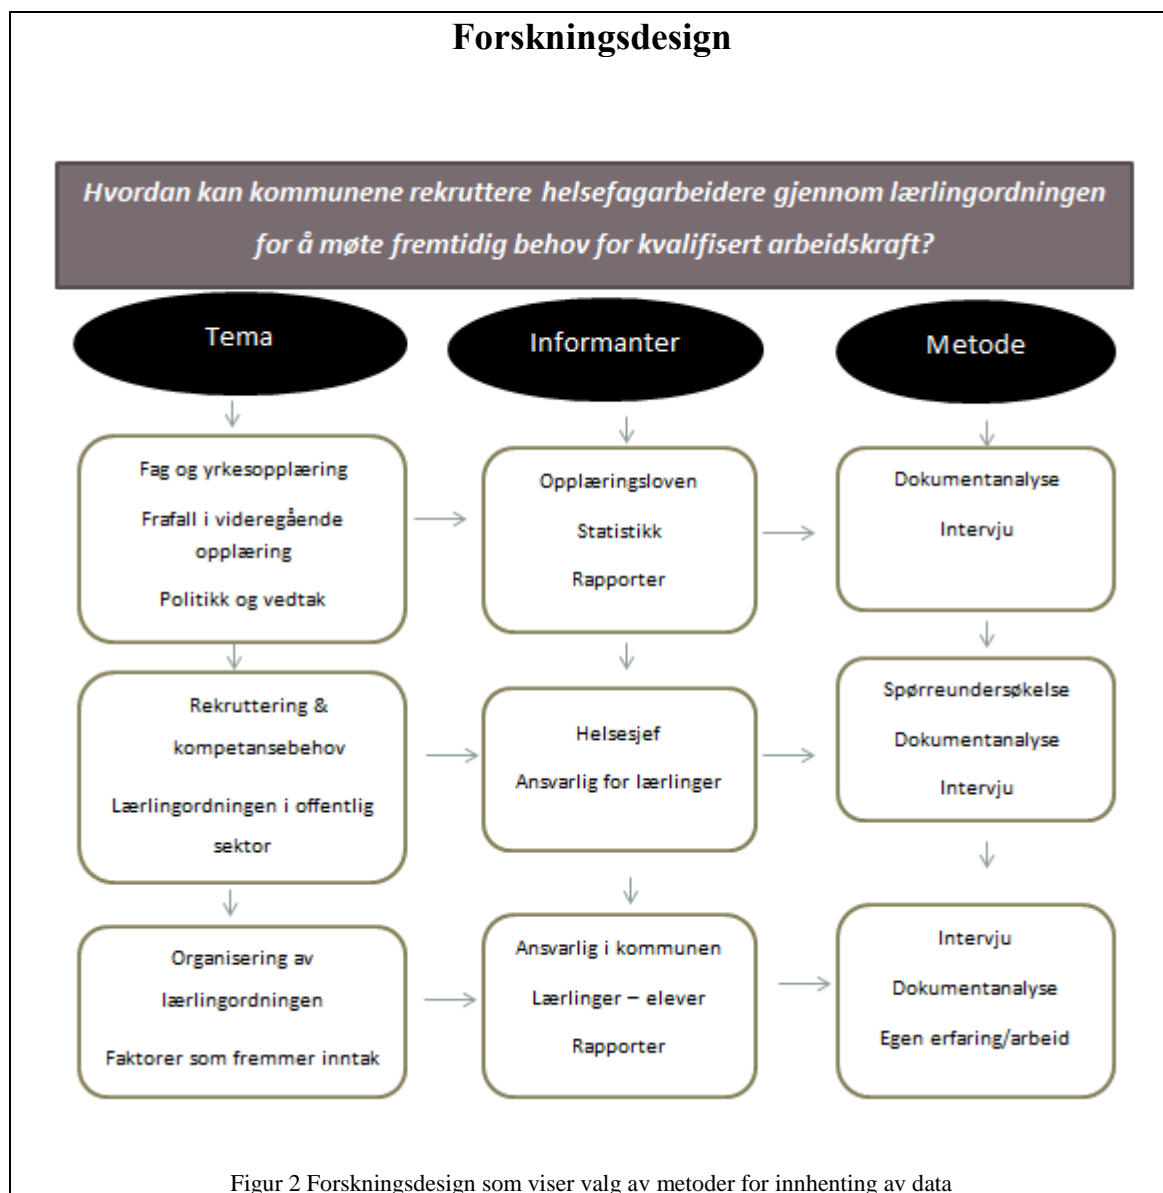 Forskningsdesign
Hvordan kan kommunene rekruttere helsefagarbeidere gjennom lærlingordningen
for å møte fremtidig behov for kvalifisert arbeidskraft?
Tema
Informanter
Metode
Fag og yrkesopplæring
Frafall i videregående
opplæring
Politikk og vedtak
Opplæringsloven
Statistikk
Rapporter
Dokumentanalyse
Intervju
Rekruttering &
kompetansebehov
Lærlingordningen i offentlig
sektor
Helsesjef
Ansvarlig for lærlinger
Spørreundersøkelse
Dokumentanalyse
Intervju
Organisering av
lærlingordningen
Faktorer som fremmer inntak
Ansvarlig i kommunen
Lærlinger – elever
Rapporter
Intervju
Dokumentanalyse
Egen erfaring/arbeid
Figur 2 Forskningsdesign som viser valg av metoder for innhenting av data